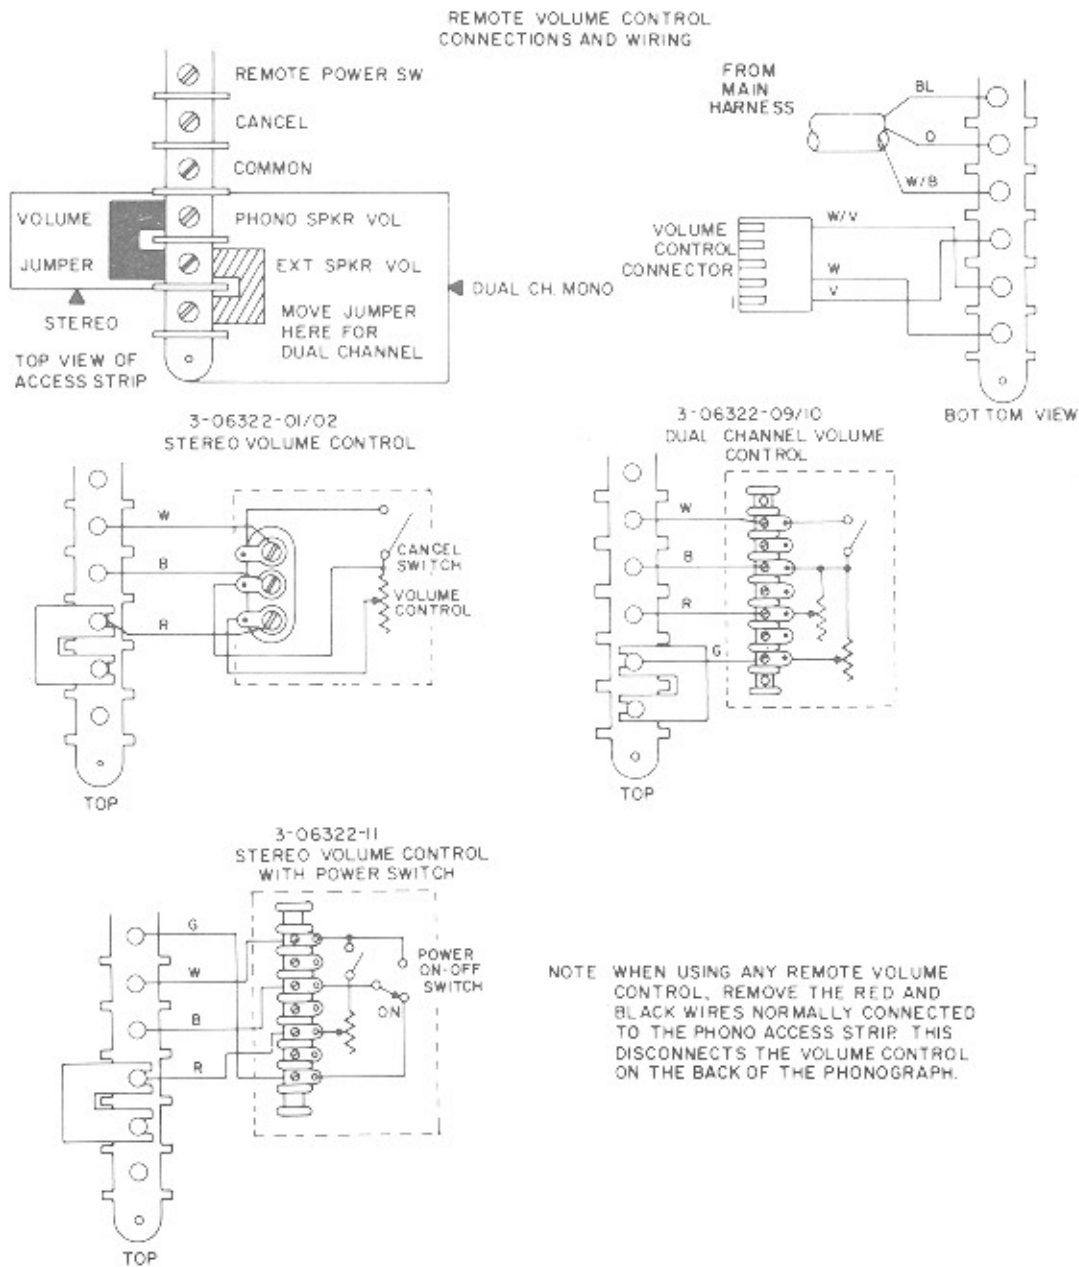 REMOTE VOLUME CONTROL
CONNECTIONS AND WIRING
REMOTE POWER SW
CANCEL
COMMON
VOLUME
PHONO SPKR VOL
JUMPER
EXT SPKR VOL
DUAL CH. MONO
STEREO
MOVE JUMPER
HERE FOR
DUAL CHANNEL
TOP VIEW OF
ACCESS STRIP
FROM
MAIN
HARNESS
BL
O
W/B
VOLUME
CONTROL
CONNECTOR
W/V
W
V
1
BOTTOM VIEW
3-06322-01/02
STEREO VOLUME CONTROL
W
B
R
CANCEL
SWITCH
VOLUME
CONTROL
TOP
3-06322-09/10
DUAL CHANNEL VOLUME
CONTROL
W
B
R
G
TOP
3-06322-11
STEREO VOLUME CONTROL
WITH POWER SWITCH
G
W
B
R
POWER
ON-OFF
SWITCH
ON
TOP
NOTE WHEN USING ANY REMOTE VOLUME
CONTROL, REMOVE THE RED AND
BLACK WIRES NORMALLY CONNECTED
TO THE PHONO ACCESS STRIP. THIS
DISCONNECTS THE VOLUME CONTROL
ON THE BACK OF THE PHONOGRAPH.